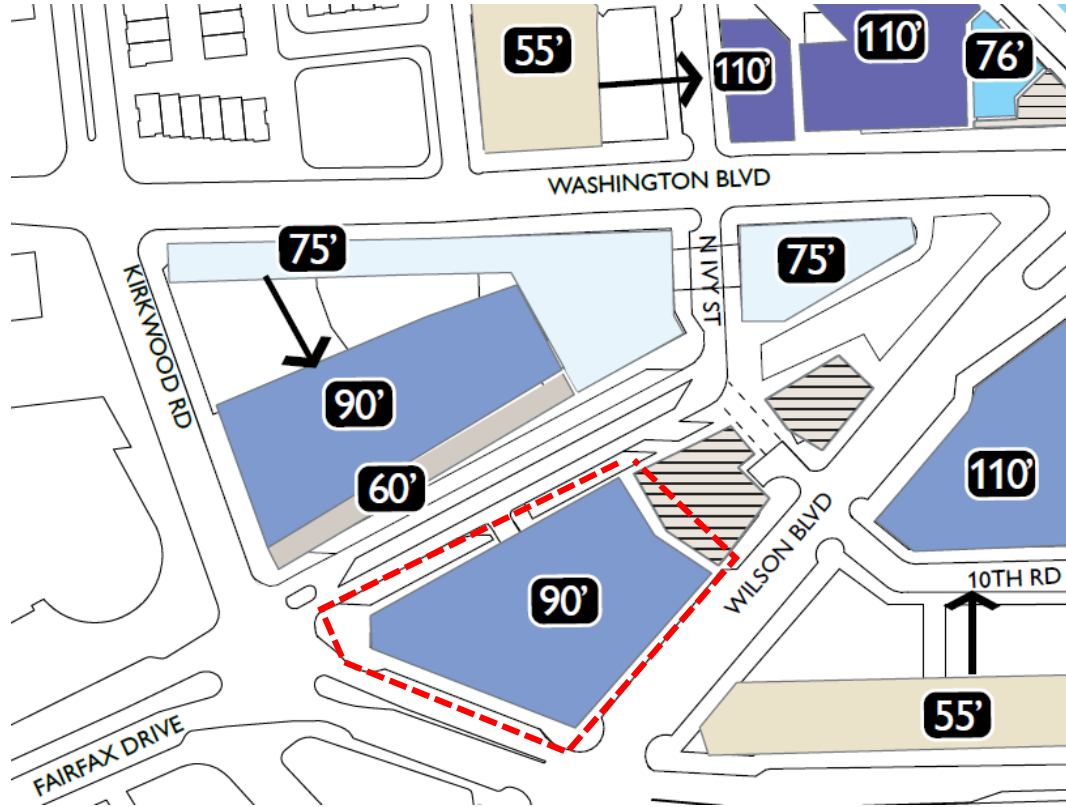 55'
110'
110'
76'
WASHINGTON BLVD
75'
N IVY ST
75'
KIRKWOOD RD
90'
60'
110'
WILSON BLVD
10TH RD
90'
55'
FAIRFAX DRIVE